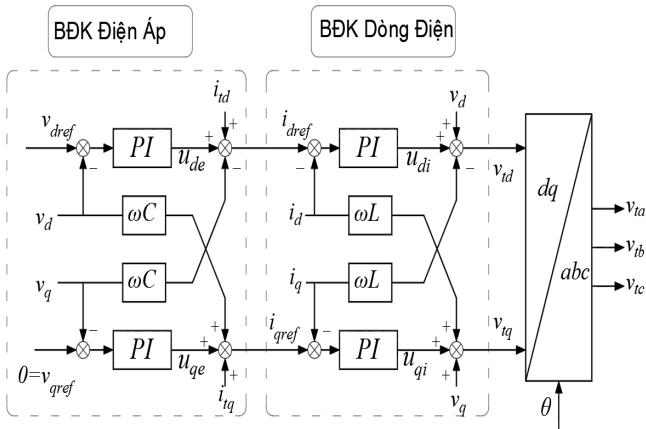 BĐK Điện Áp
BĐK Dòng Điện
i_td
v_d
v_dref
+
+
i_dref
+
+
PI
u_de
−
−
PI
u_di
−
−
v_td
v_d
ωC
i_d
ωL
dq
v_ta
v_tb
abc
v_tc
v_q
ωC
i_q
ωL
−
+
+
i_qref
−
+
+
v_tq
PI
u_qe
PI
u_qi
0=v_qref
+
i_tq
+
v_q
θ